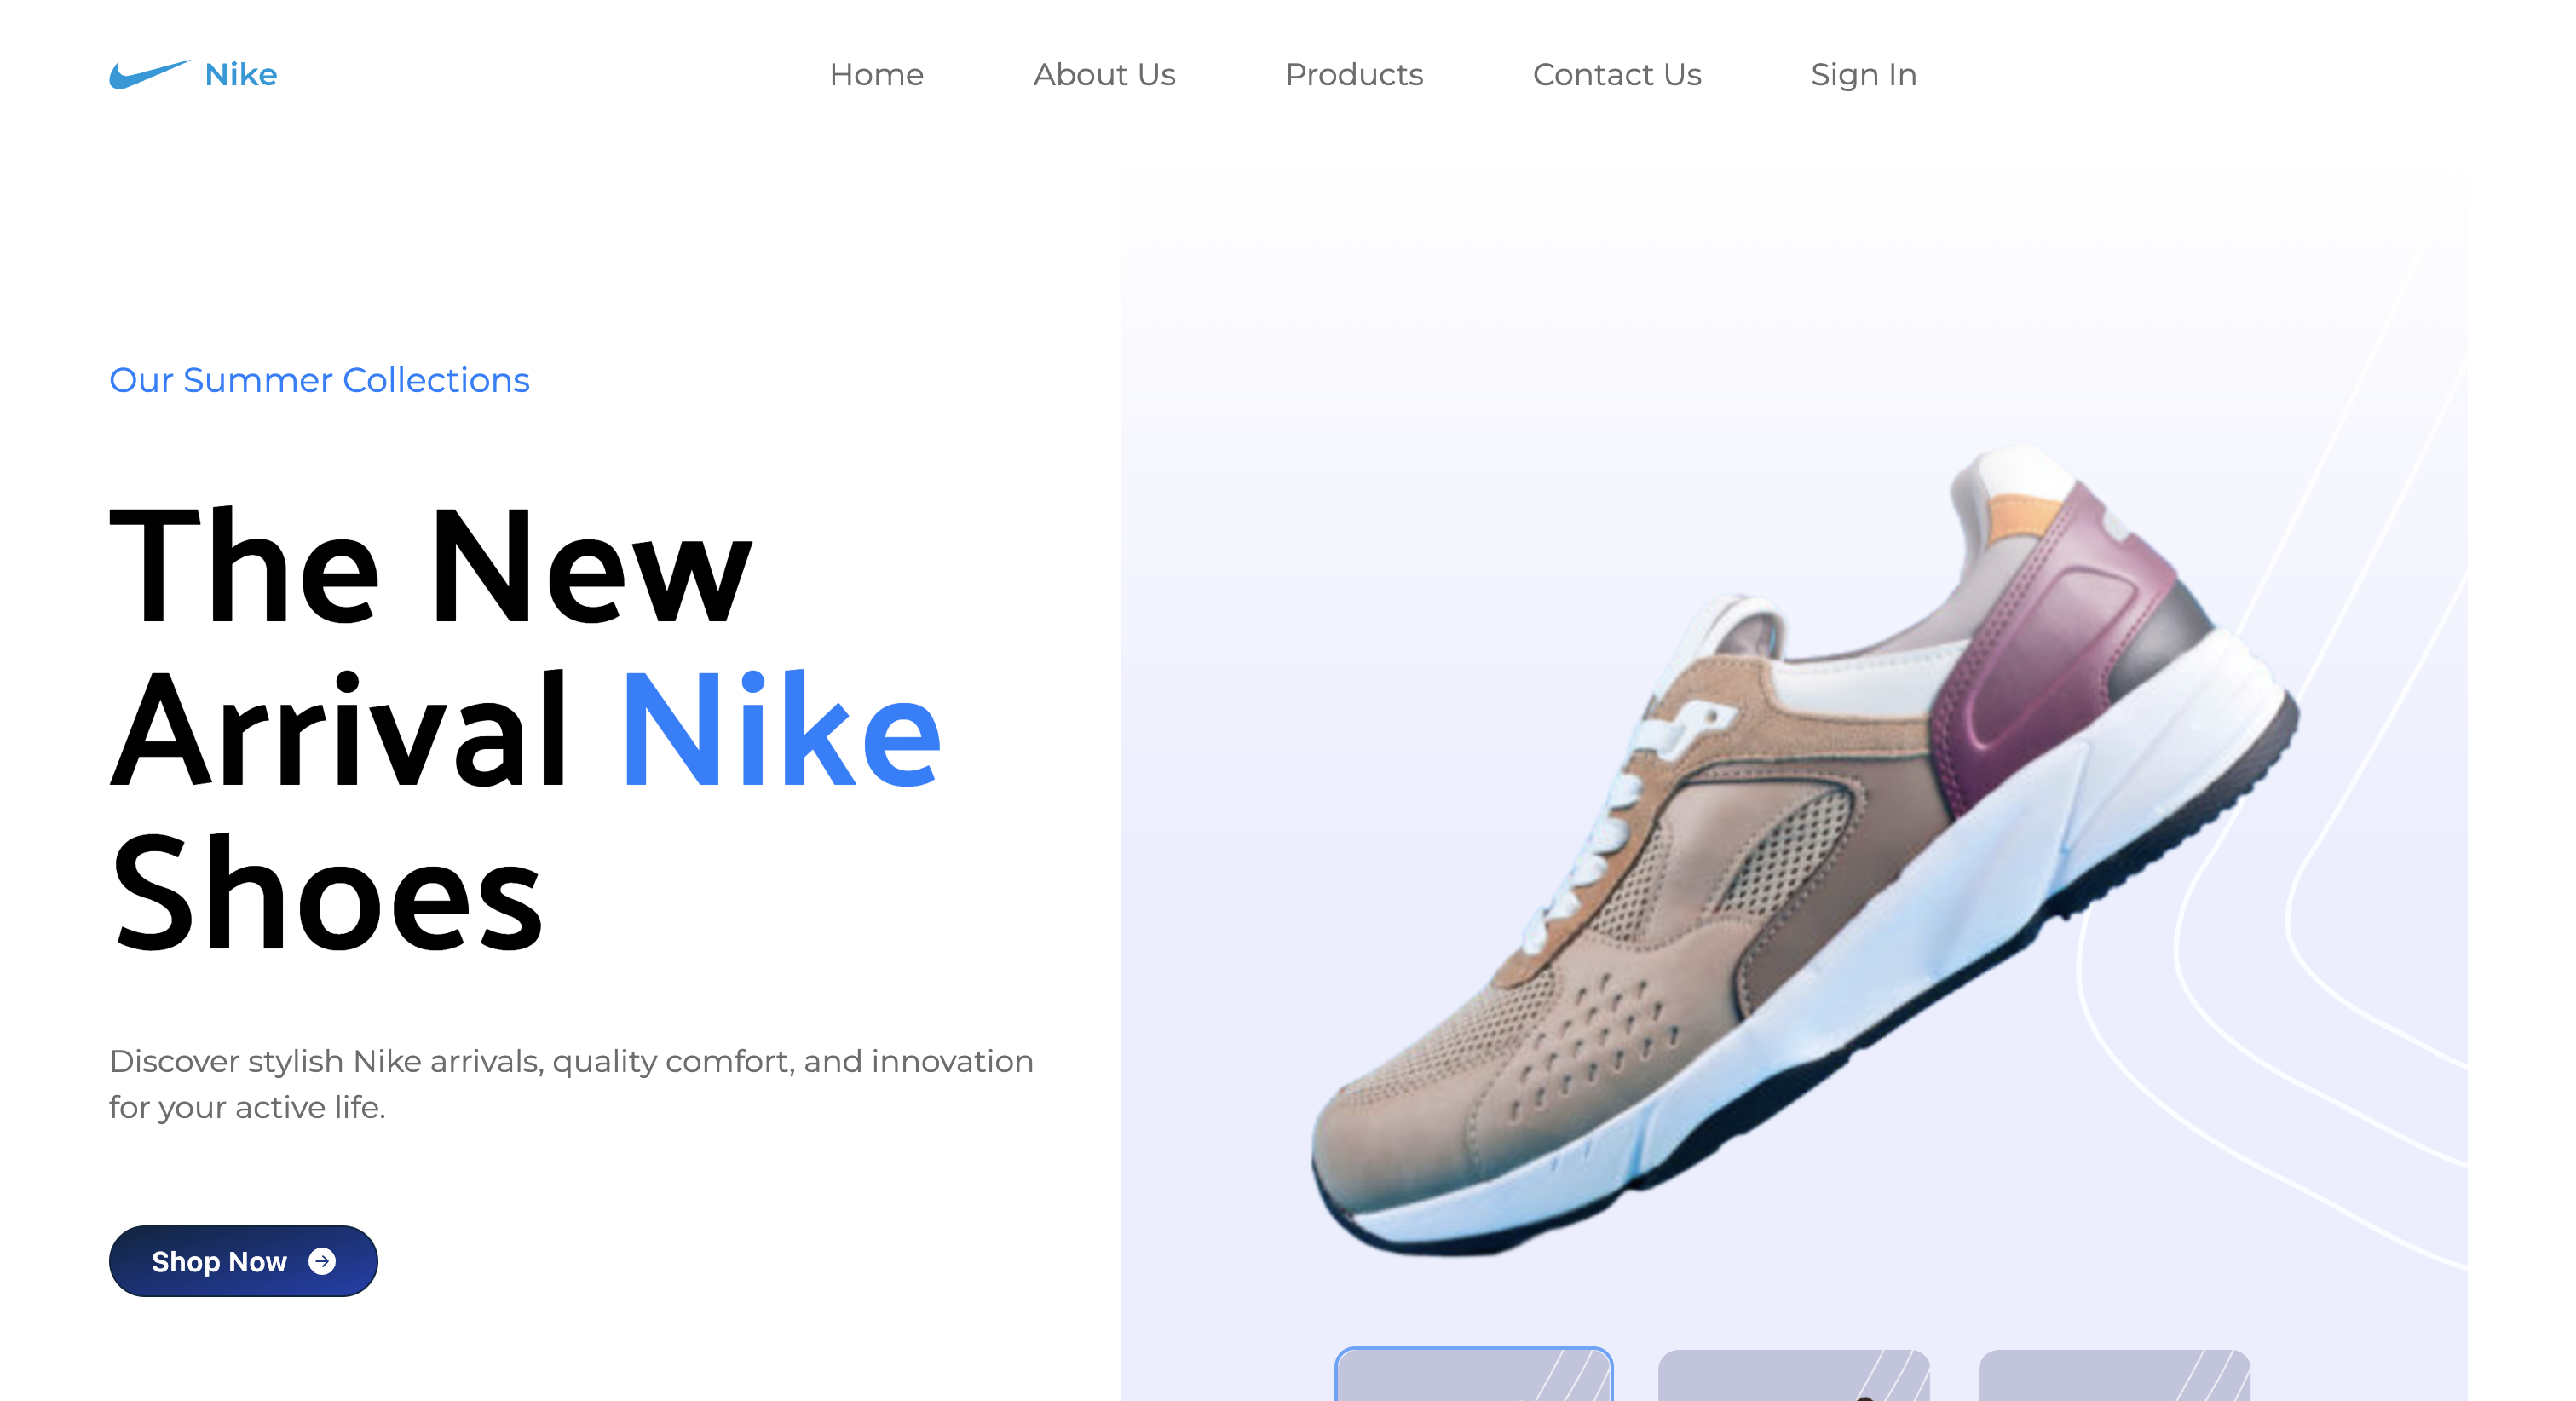 Nike
Home
About Us
Products
Contact Us
Sign In
Our Summer Collections
The New
Arrival Nike
Shoes
Discover stylish Nike arrivals, quality comfort, and innovation
for your active life.
Shop Now